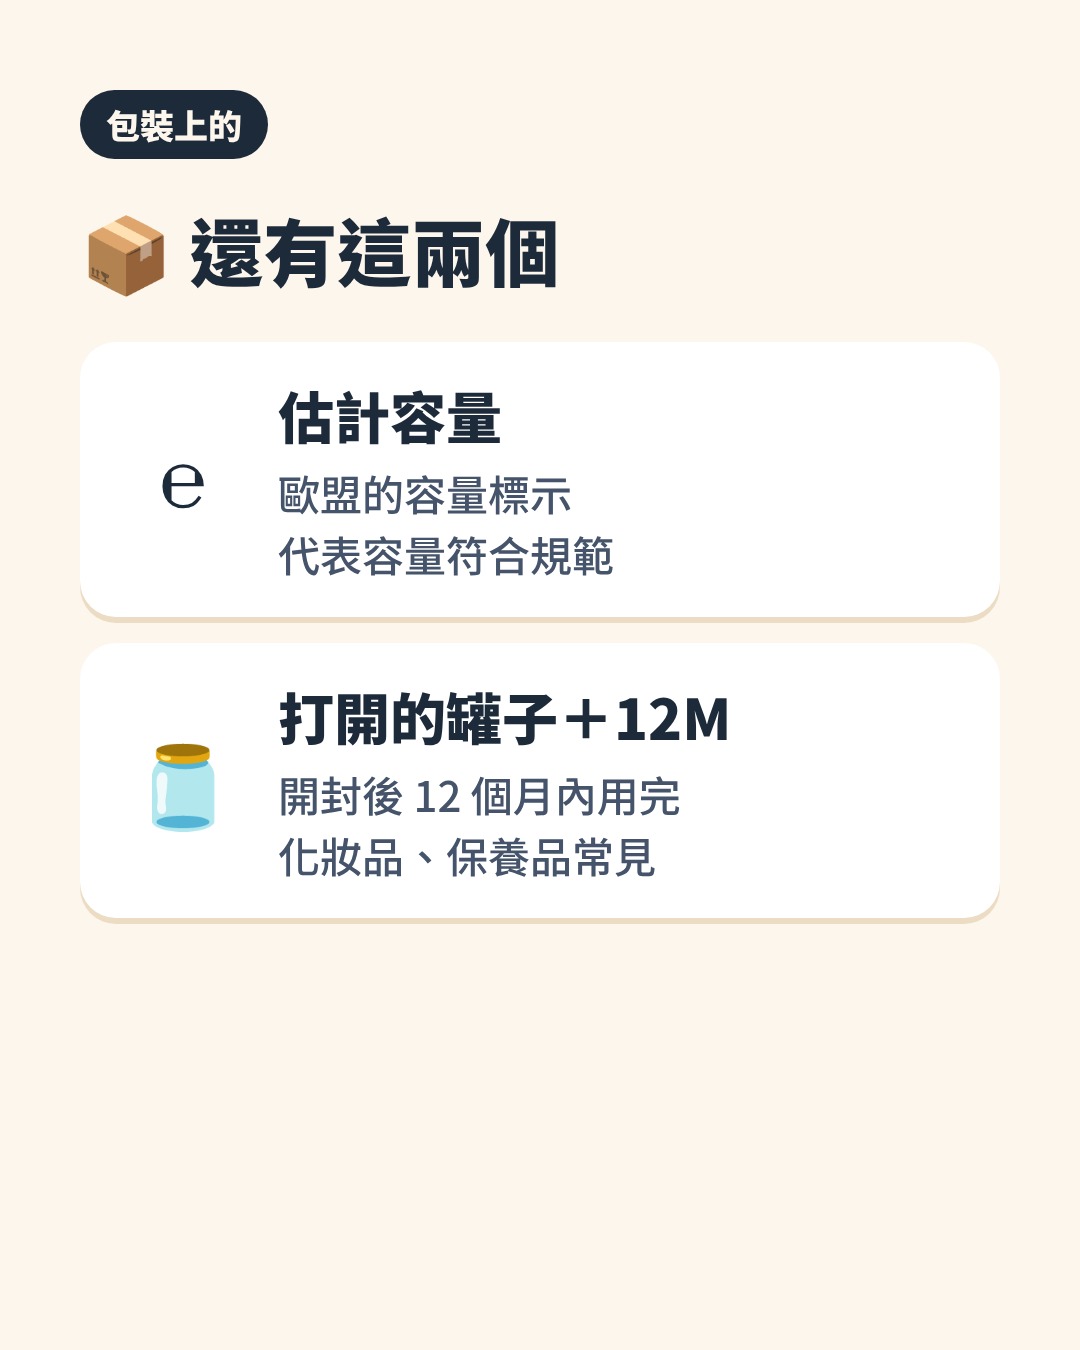 包裝上的
還有這兩個
估計容量
℮
歐盟的容量標示
代表容量符合規範
打開的罐子＋12M
開封後 12 個月內用完
化妝品、保養品常見